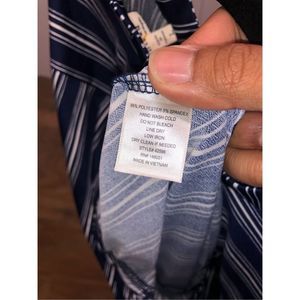 95% POLYESTER 5% SPANDEX
HAND WASH COLD
DO NOT BLEACH
LINE DRY
LOW IRON
DRY CLEAN IF NEEDED
MADE IN VIETNAM